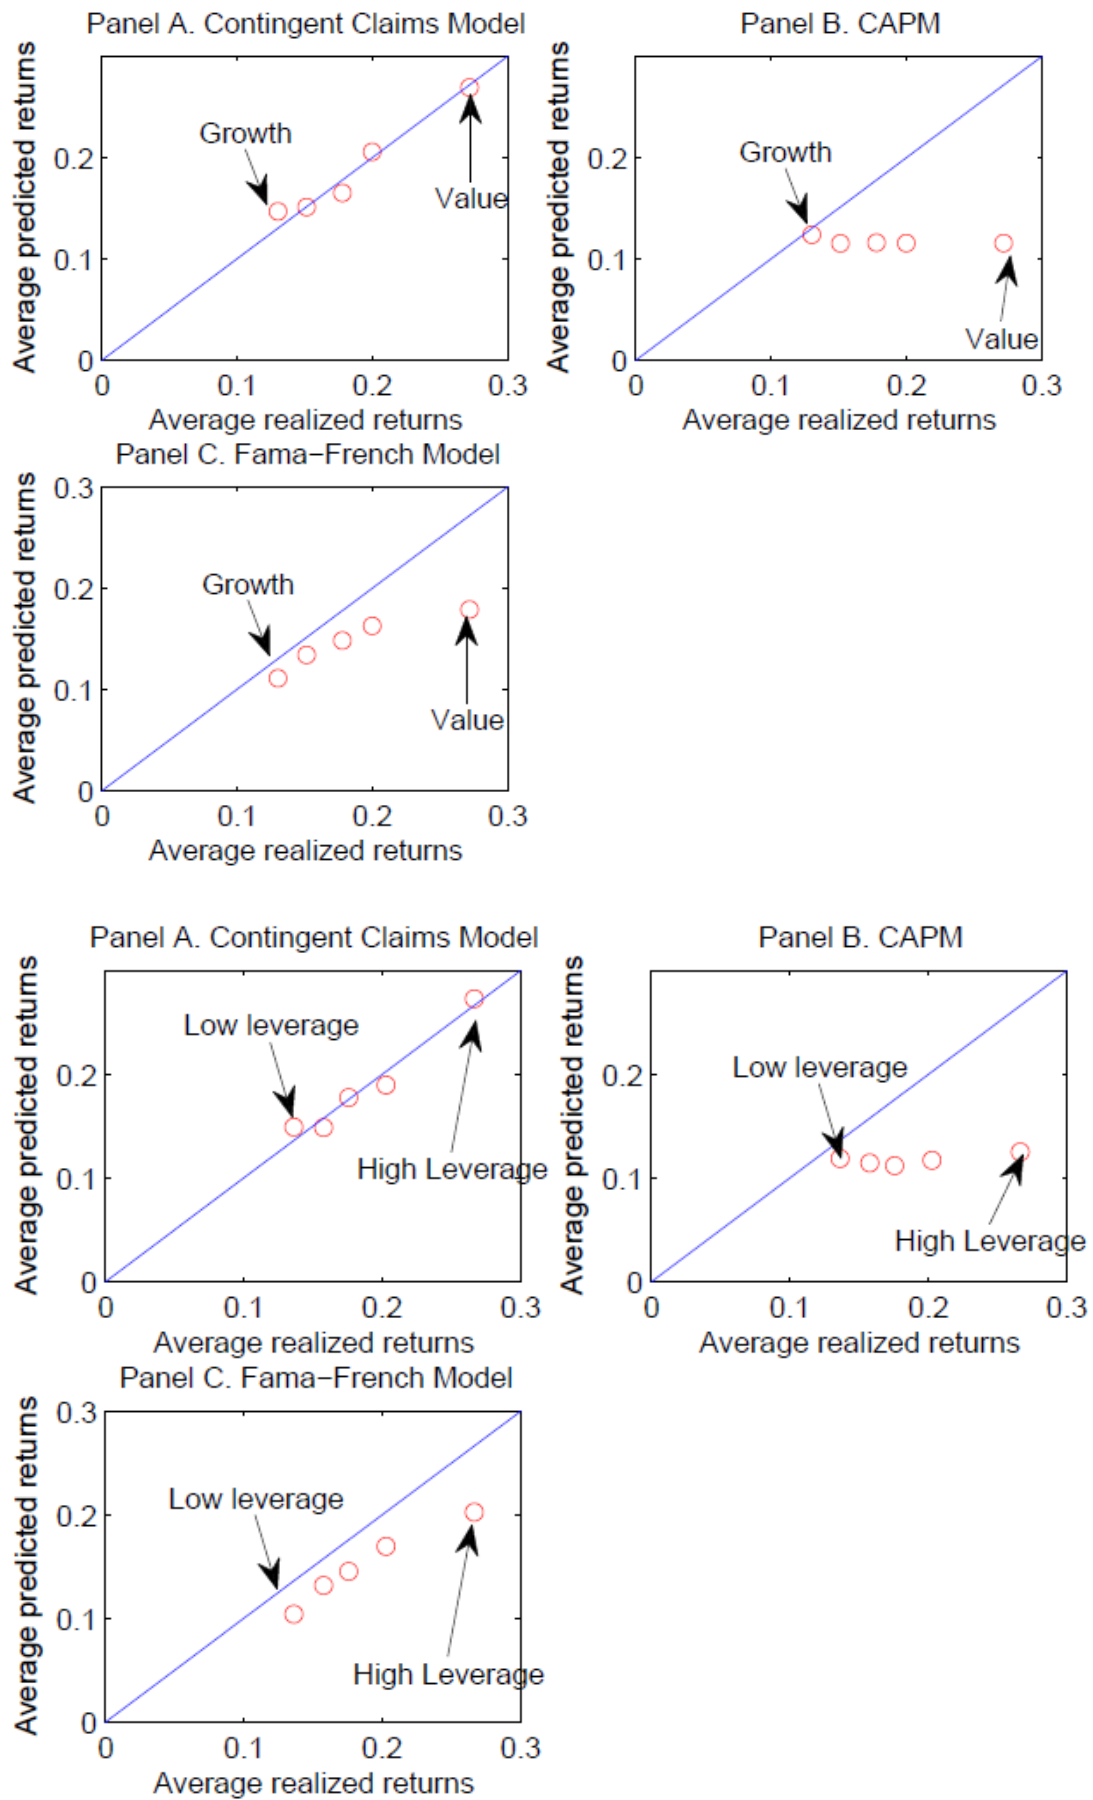 Panel A. Contingent Claims Model
Average predicted returns
0.2
0.1
0
Growth
Value
0
0.1
0.2
0.3
Average realized returns
Panel B. CAPM
Average predicted returns
0.2
0.1
0
Growth
Value
0
0.1
0.2
0.3
Average realized returns
Panel C. Fama−French Model
Average predicted returns
0.3
0.2
0.1
0
Growth
Value
0
0.1
0.2
0.3
Average realized returns
Panel A. Contingent Claims Model
Average predicted returns
0.2
0.1
0
Low leverage
High Leverage
0
0.1
0.2
0.3
Average realized returns
Panel B. CAPM
Average predicted returns
0.2
0.1
0
Low leverage
High Leverage
0
0.1
0.2
0.3
Average realized returns
Panel C. Fama−French Model
Average predicted returns
0.3
0.2
0.1
0
Low leverage
High Leverage
0
0.1
0.2
0.3
Average realized returns